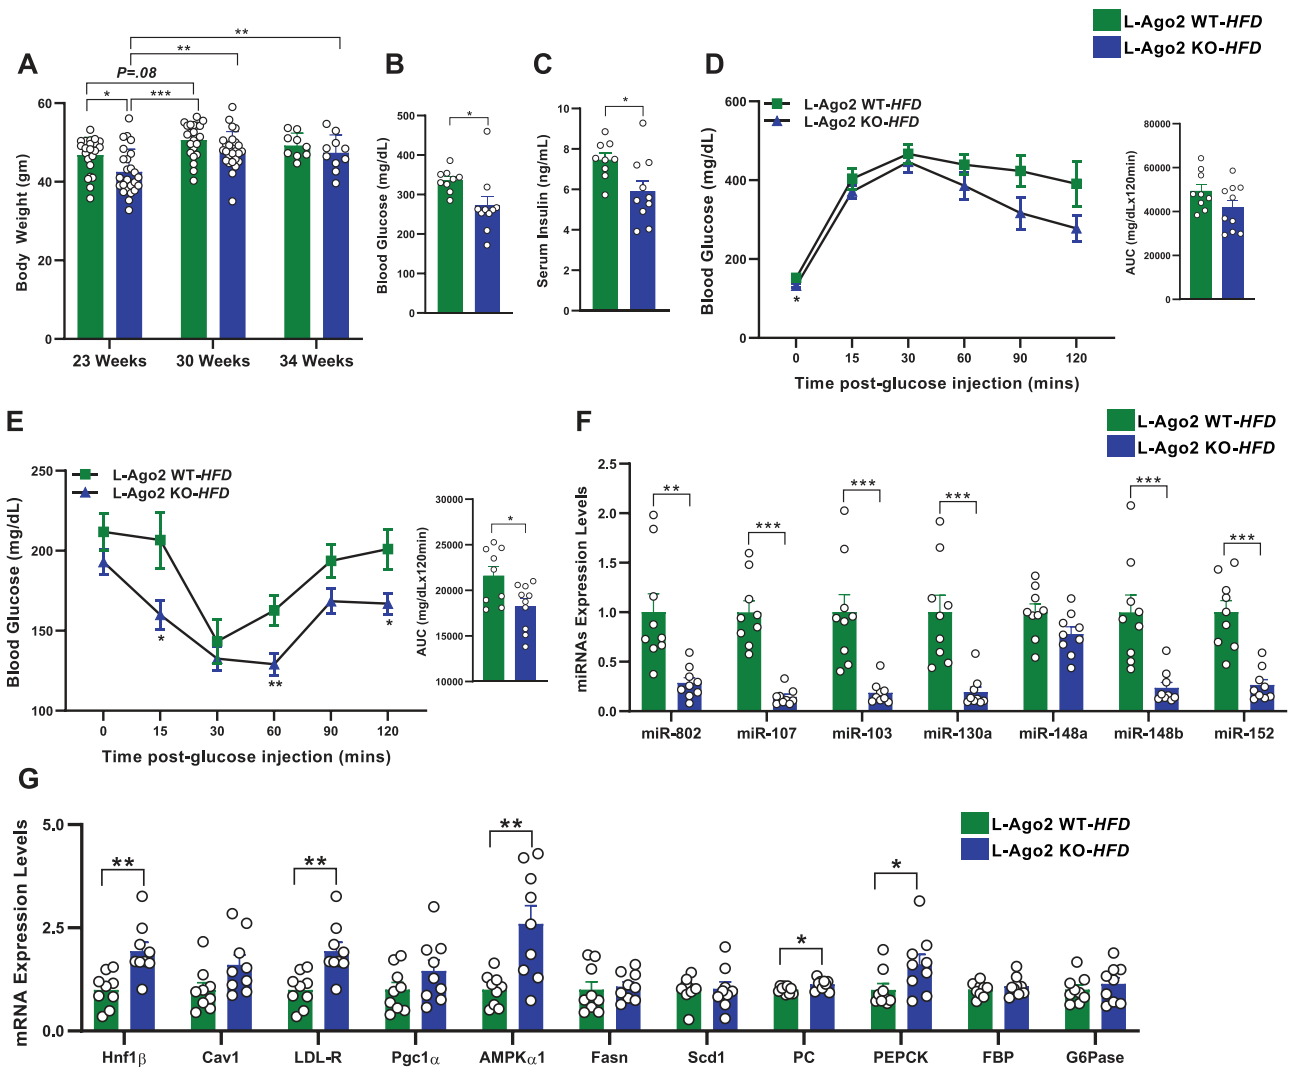 L-Ago2 WT-HFD
L-Ago2 KO-HFD
A
**
**
P=.08
*
***
Body Weight (gm)
60
40
20
0
23 Weeks
30 Weeks
34 Weeks
B
*
Blood Glucose (mg/dL)
500
400
300
200
100
0
C
*
Serum Insulin (ng/mL)
10
8
6
4
2
0
D
L-Ago2 WT-HFD
L-Ago2 KO-HFD
Blood Glucose (mg/dL)
600
400
200
0
*
0
15
30
60
90
120
Time post-glucose injection (mins)
AUC (mg/dLx120min)
80000
60000
40000
20000
0
E
L-Ago2 WT-HFD
L-Ago2 KO-HFD
Blood Glucose (mg/dL)
250
200
150
100
*
**
*
0
15
30
60
90
120
Time post-glucose injection (mins)
AUC (mg/dLx120min)
30000
25000
20000
15000
10000
*
F
L-Ago2 WT-HFD
L-Ago2 KO-HFD
miRNAs Expression Levels
2.5
2.0
1.5
1.0
0.5
0.0
**
***
***
***
***
***
miR-802
miR-107
miR-103
miR-130a
miR-148a
miR-148b
miR-152
G
L-Ago2 WT-HFD
L-Ago2 KO-HFD
mRNA Expression Levels
5.0
2.5
0.0
**
**
**
*
*
Hnf1β
Cav1
LDL-R
Pgc1α
AMPKα1
Fasn
Scd1
PC
PEPCK
FBP
G6Pase